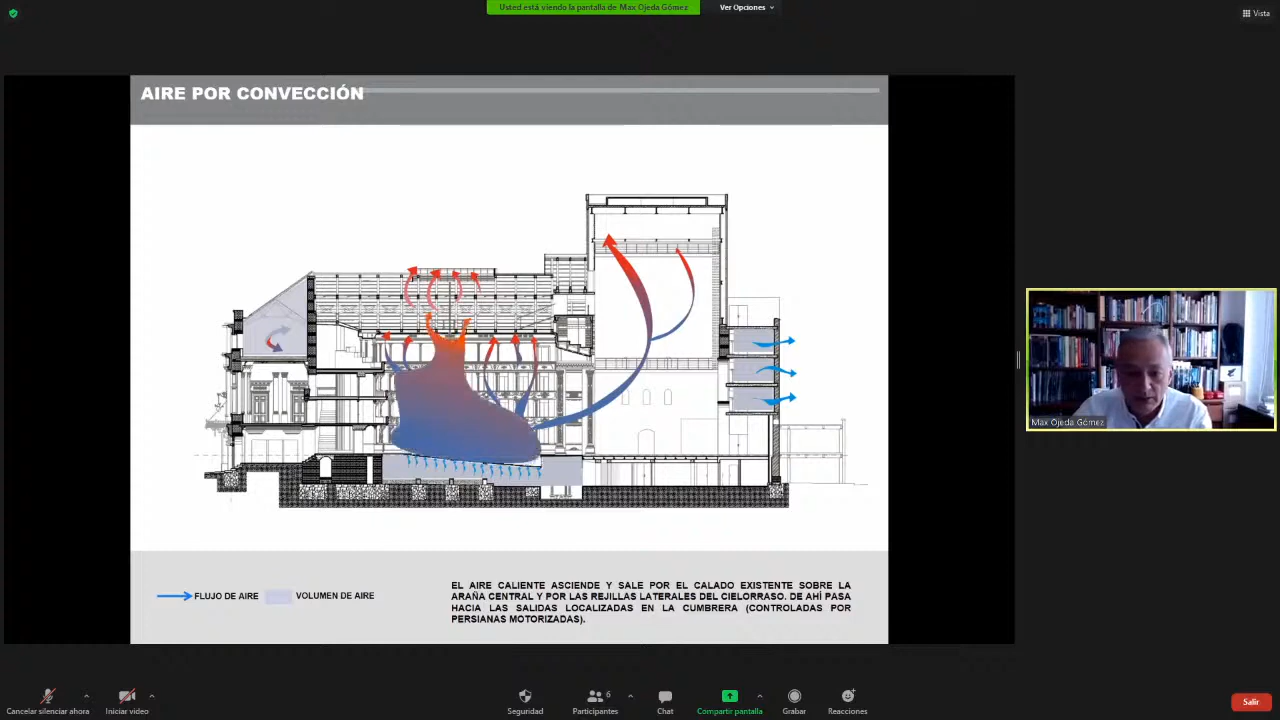 Usted está viendo la pantalla de Max Ojeda Gómez
Ver Opciones
Vista
AIRE POR CONVECCIÓN
Max Ojeda Gómez
FLUJO DE AIRE
VOLUMEN DE AIRE
EL AIRE CALIENTE ASCIENDE Y SALE POR EL CALADO EXISTENTE SOBRE LA
ARAÑA CENTRAL Y POR LAS REJILLAS LATERALES DEL CIELORRASO. DE AHÍ PASA
HACIA LAS SALIDAS LOCALIZADAS EN LA CUMBRERA (CONTROLADAS POR
PERSIANAS MOTORIZADAS).
Cancelar silenciar ahora
Iniciar video
Seguridad
6
Participantes
Chat
Compartir pantalla
Grabar
Reacciones
Salir